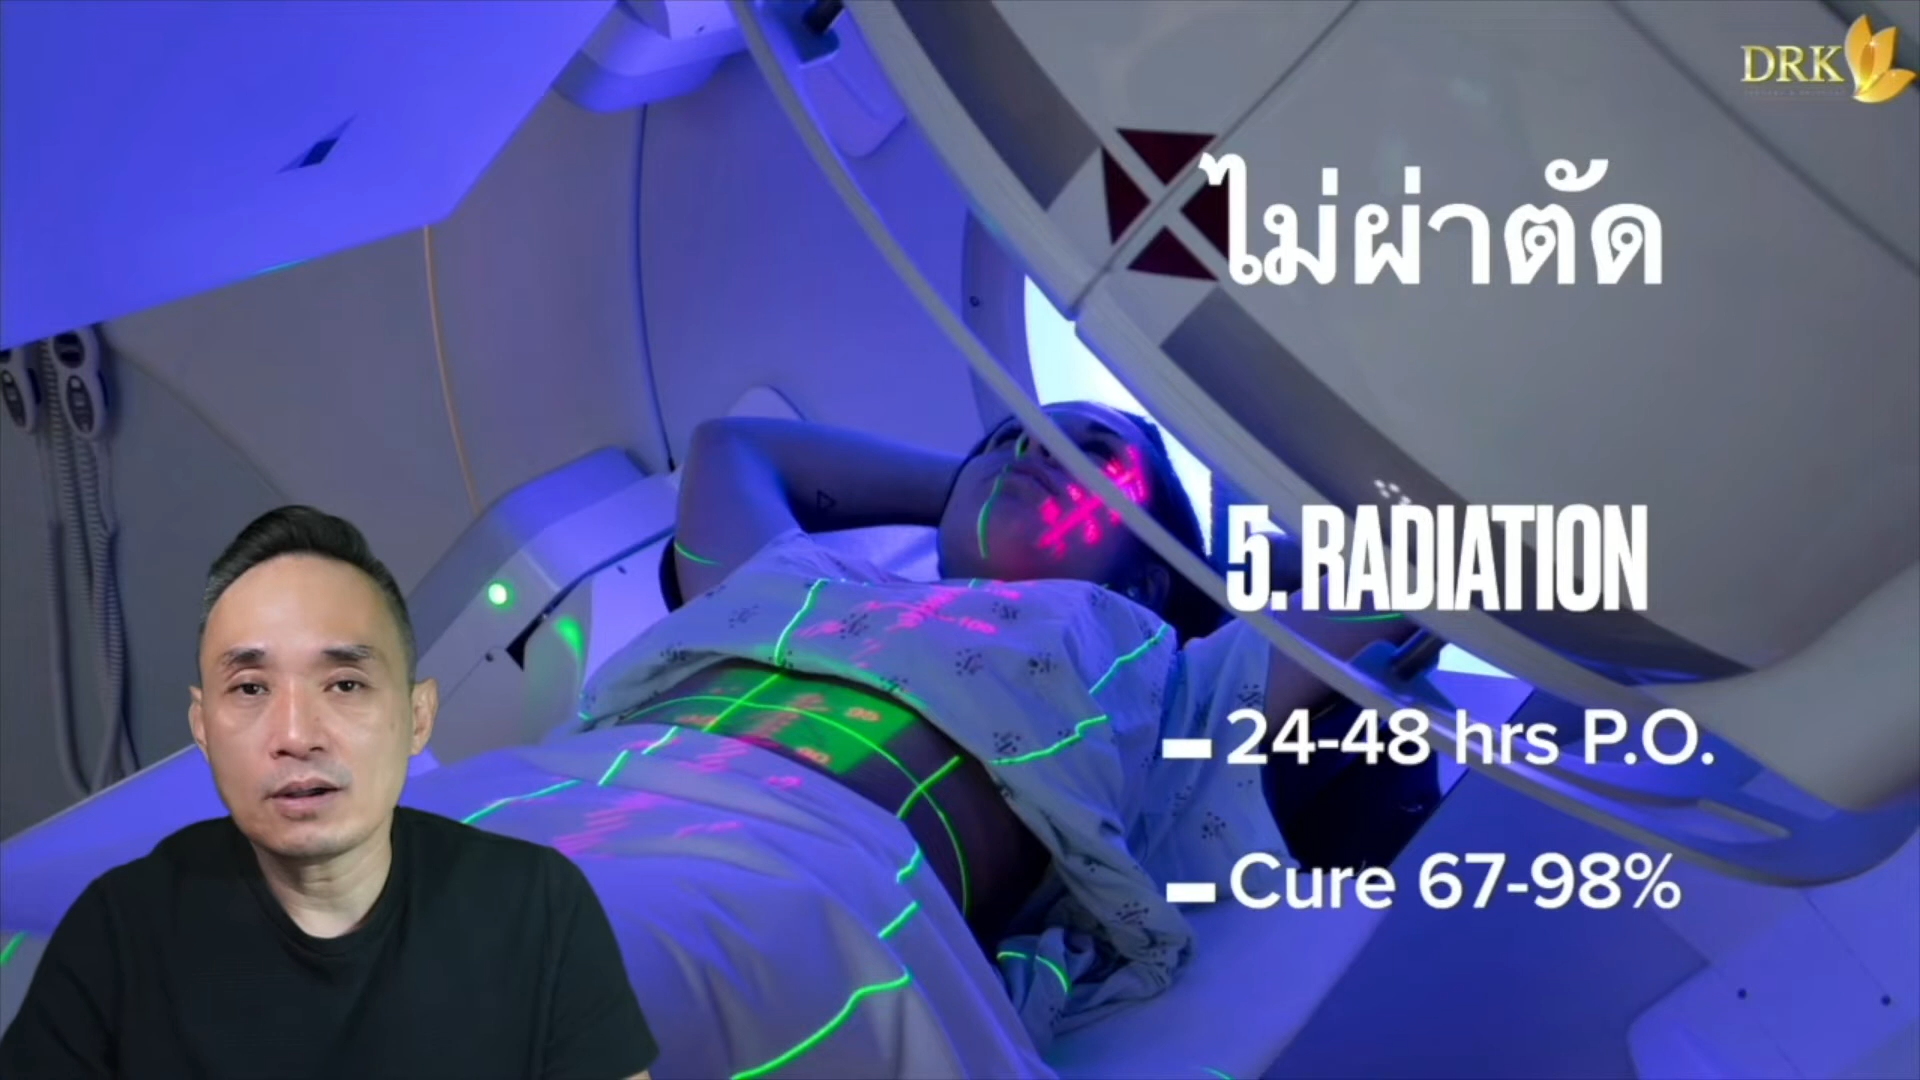 DRK
ไม่ผ่าตัด
5. RADIATION
- 24-48 hrs P.O.
- Cure 67-98%